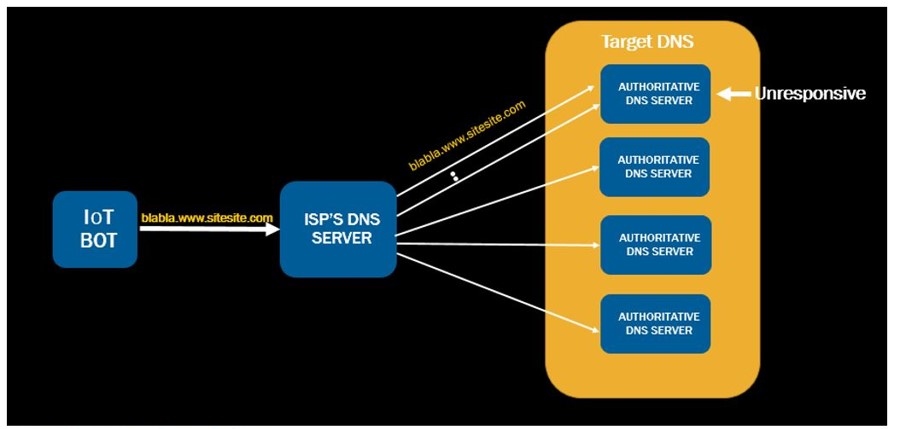 Target DNS
AUTHORITATIVE
DNS SERVER
Unresponsive
blabla.www.sitesite.com
AUTHORITATIVE
DNS SERVER
IoT
BOT
blabla.www.sitesite.com
ISP'S DNS
SERVER
AUTHORITATIVE
DNS SERVER
AUTHORITATIVE
DNS SERVER